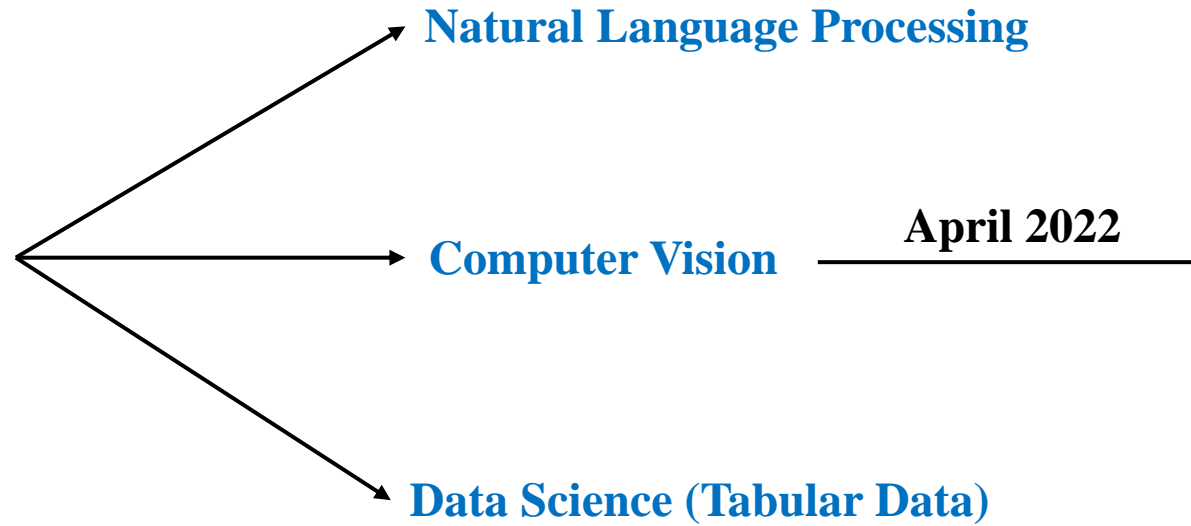 Natural Language Processing
April 2022
Computer Vision
Data Science (Tabular Data)